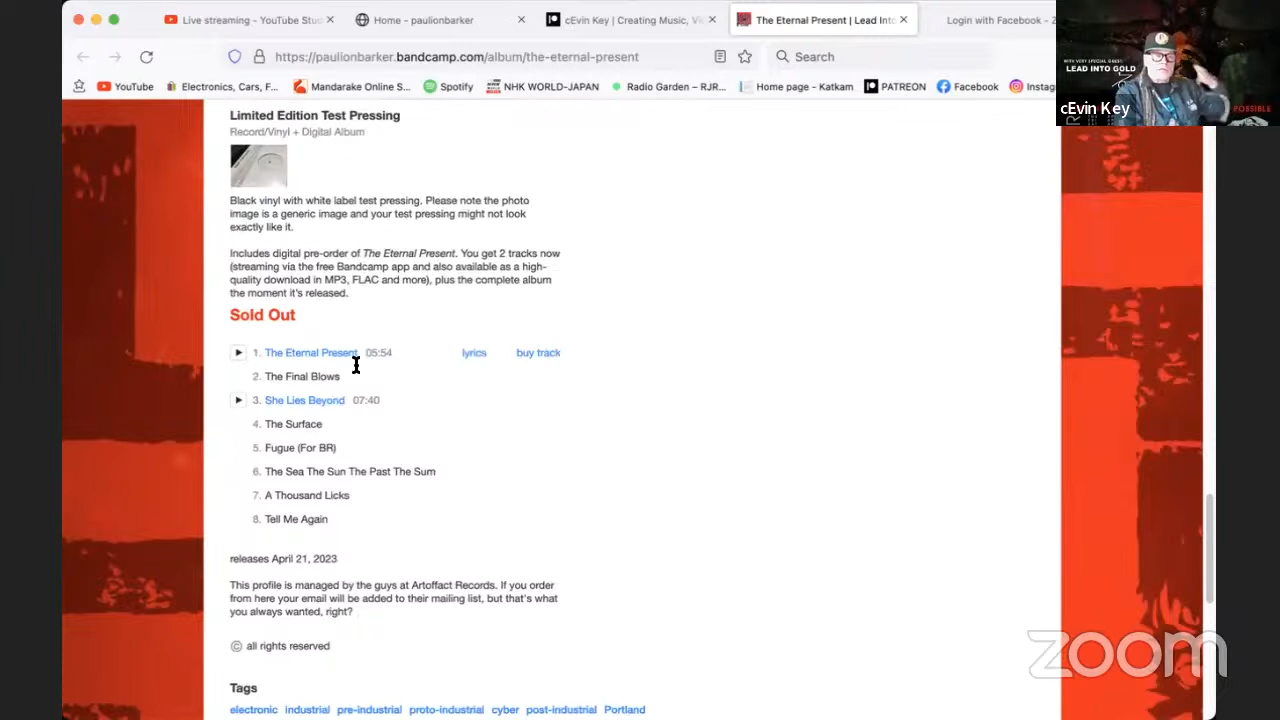 Live streaming - YouTube Stu
Home - paulionbarker
cEvin Key | Creating Music, Vi
The Eternal Present | Lead Into
Login with Facebook - Z
https://paulionbarker.bandcamp.com/album/the-eternal-present
Search
YouTube
Electronics, Cars, F...
Mandarake Online S...
Spotify
NHK WORLD-JAPAN
Radio Garden – RJR...
Home page - Katkam
PATREON
Facebook
Instag
WITH VERY SPECIAL GUEST
LEAD INTO GOLD
cEvin Key
POSSIBLE
Limited Edition Test Pressing
Record/Vinyl + Digital Album
Black vinyl with white label test pressing. Please note the photo
image is a generic image and your test pressing might not look
exactly like it.
Includes digital pre-order of The Eternal Present. You get 2 tracks now
(streaming via the free Bandcamp app and also available as a high-
quality download in MP3, FLAC and more), plus the complete album
the moment it's released.
Sold Out
1. The Eternal Present 05:54 lyrics buy track
2. The Final Blows
3. She Lies Beyond 07:40
4. The Surface
5. Fugue (For BR)
6. The Sea The Sun The Past The Sum
7. A Thousand Licks
8. Tell Me Again
releases April 21, 2023
This profile is managed by the guys at Artoffact Records. If you order
from here your email will be added to their mailing list, but that's what
you always wanted, right?
© all rights reserved
Tags
electronic industrial pre-industrial proto-industrial cyber post-industrial Portland
zoom